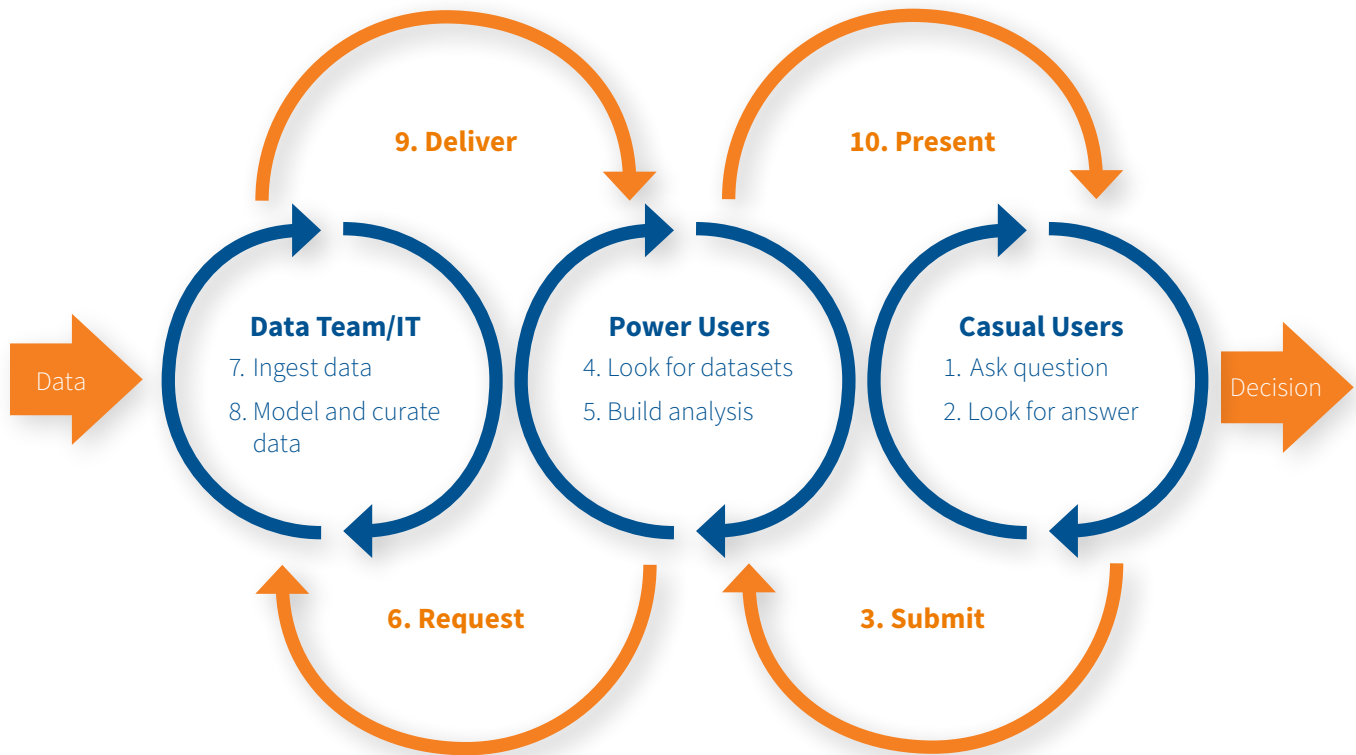 9. Deliver
10. Present
Data
Data Team/IT
7. Ingest data
8. Model and curate
data
Power Users
4. Look for datasets
5. Build analysis
Casual Users
1. Ask question
2. Look for answer
Decision
6. Request
3. Submit